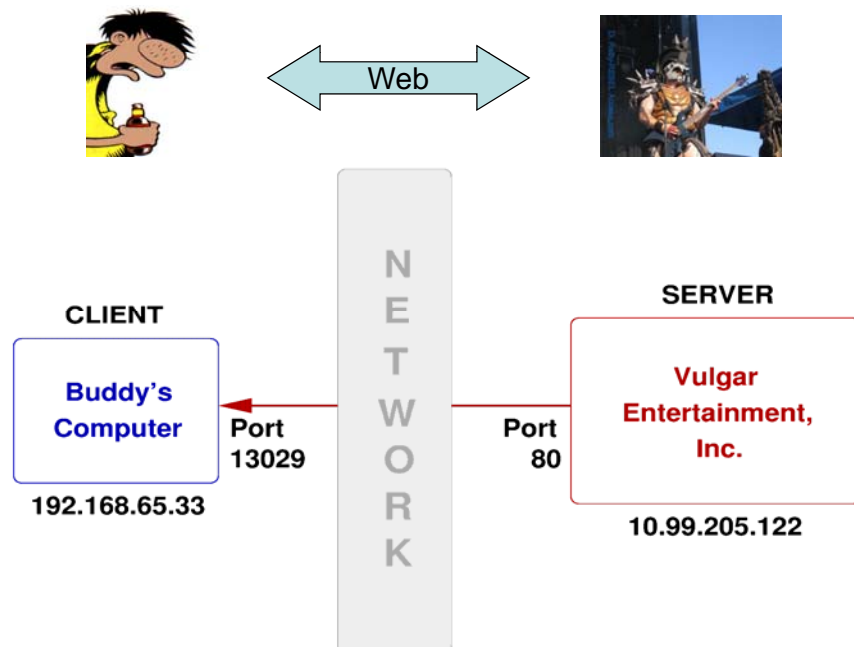 Web
NETWORK
CLIENT
SERVER
Buddy's
Computer
Vulgar
Entertainment,
Inc.
Port
13029
Port
80
192.168.65.33
10.99.205.122